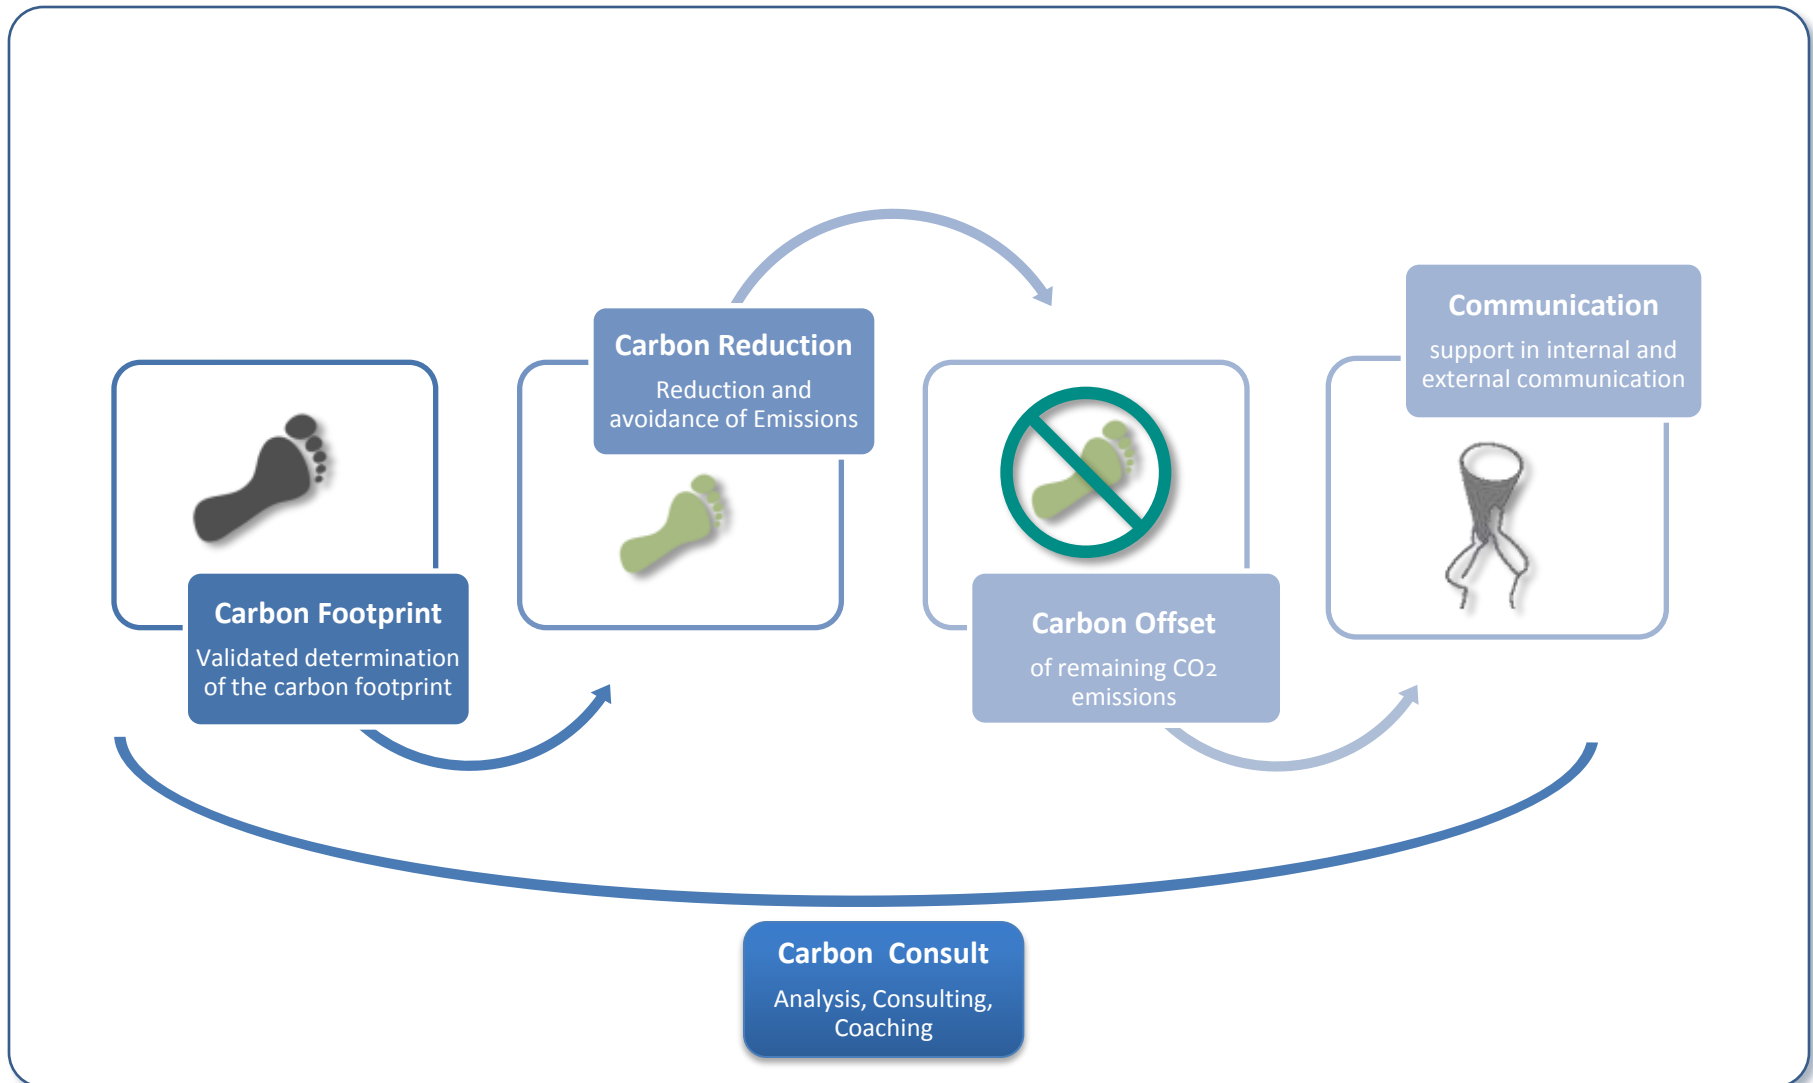 Carbon Footprint
Validated determination
of the carbon footprint
Carbon Reduction
Reduction and
avoidance of Emissions
Carbon Offset
of remaining CO2
emissions
Communication
support in internal and
external communication
Carbon  Consult
Analysis, Consulting,
Coaching